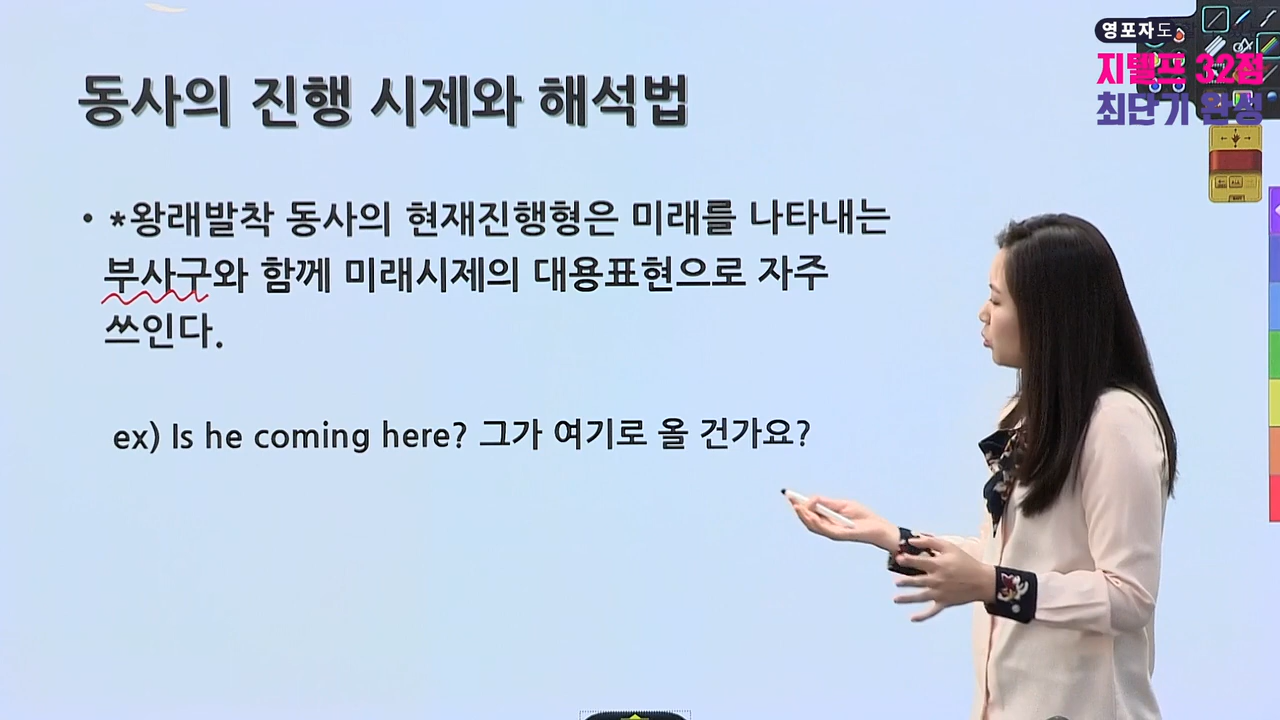 영포자도
지텔프 32점
최단기 완성
동사의 진행 시제와 해석법
• *왕래발착 동사의 현재진행형은 미래를 나타내는
부사구와 함께 미래시제의 대용표현으로 자주
쓰인다.
ex) Is he coming here? 그가 여기로 올 건가요?